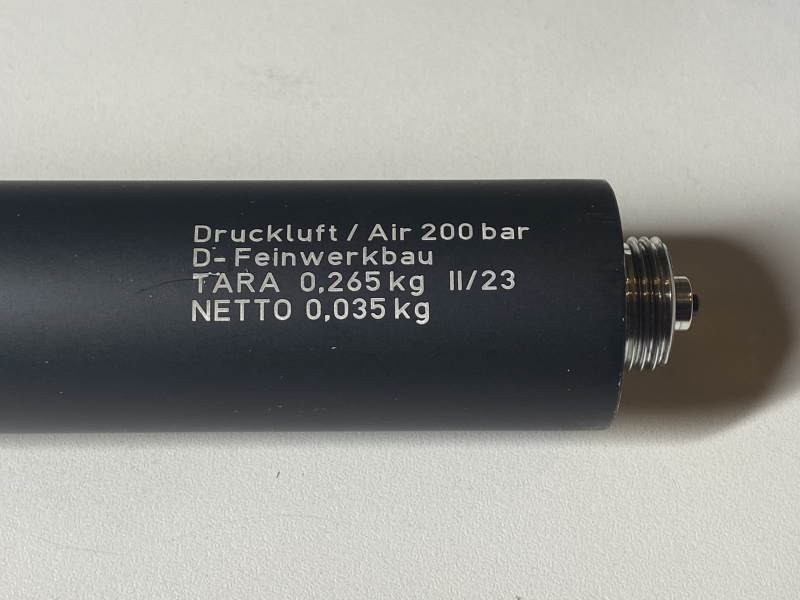 Druckluft / Air 200 bar
D-Feinwerkbau
TARA 0,265 kg II/23
NETTO 0,035 kg